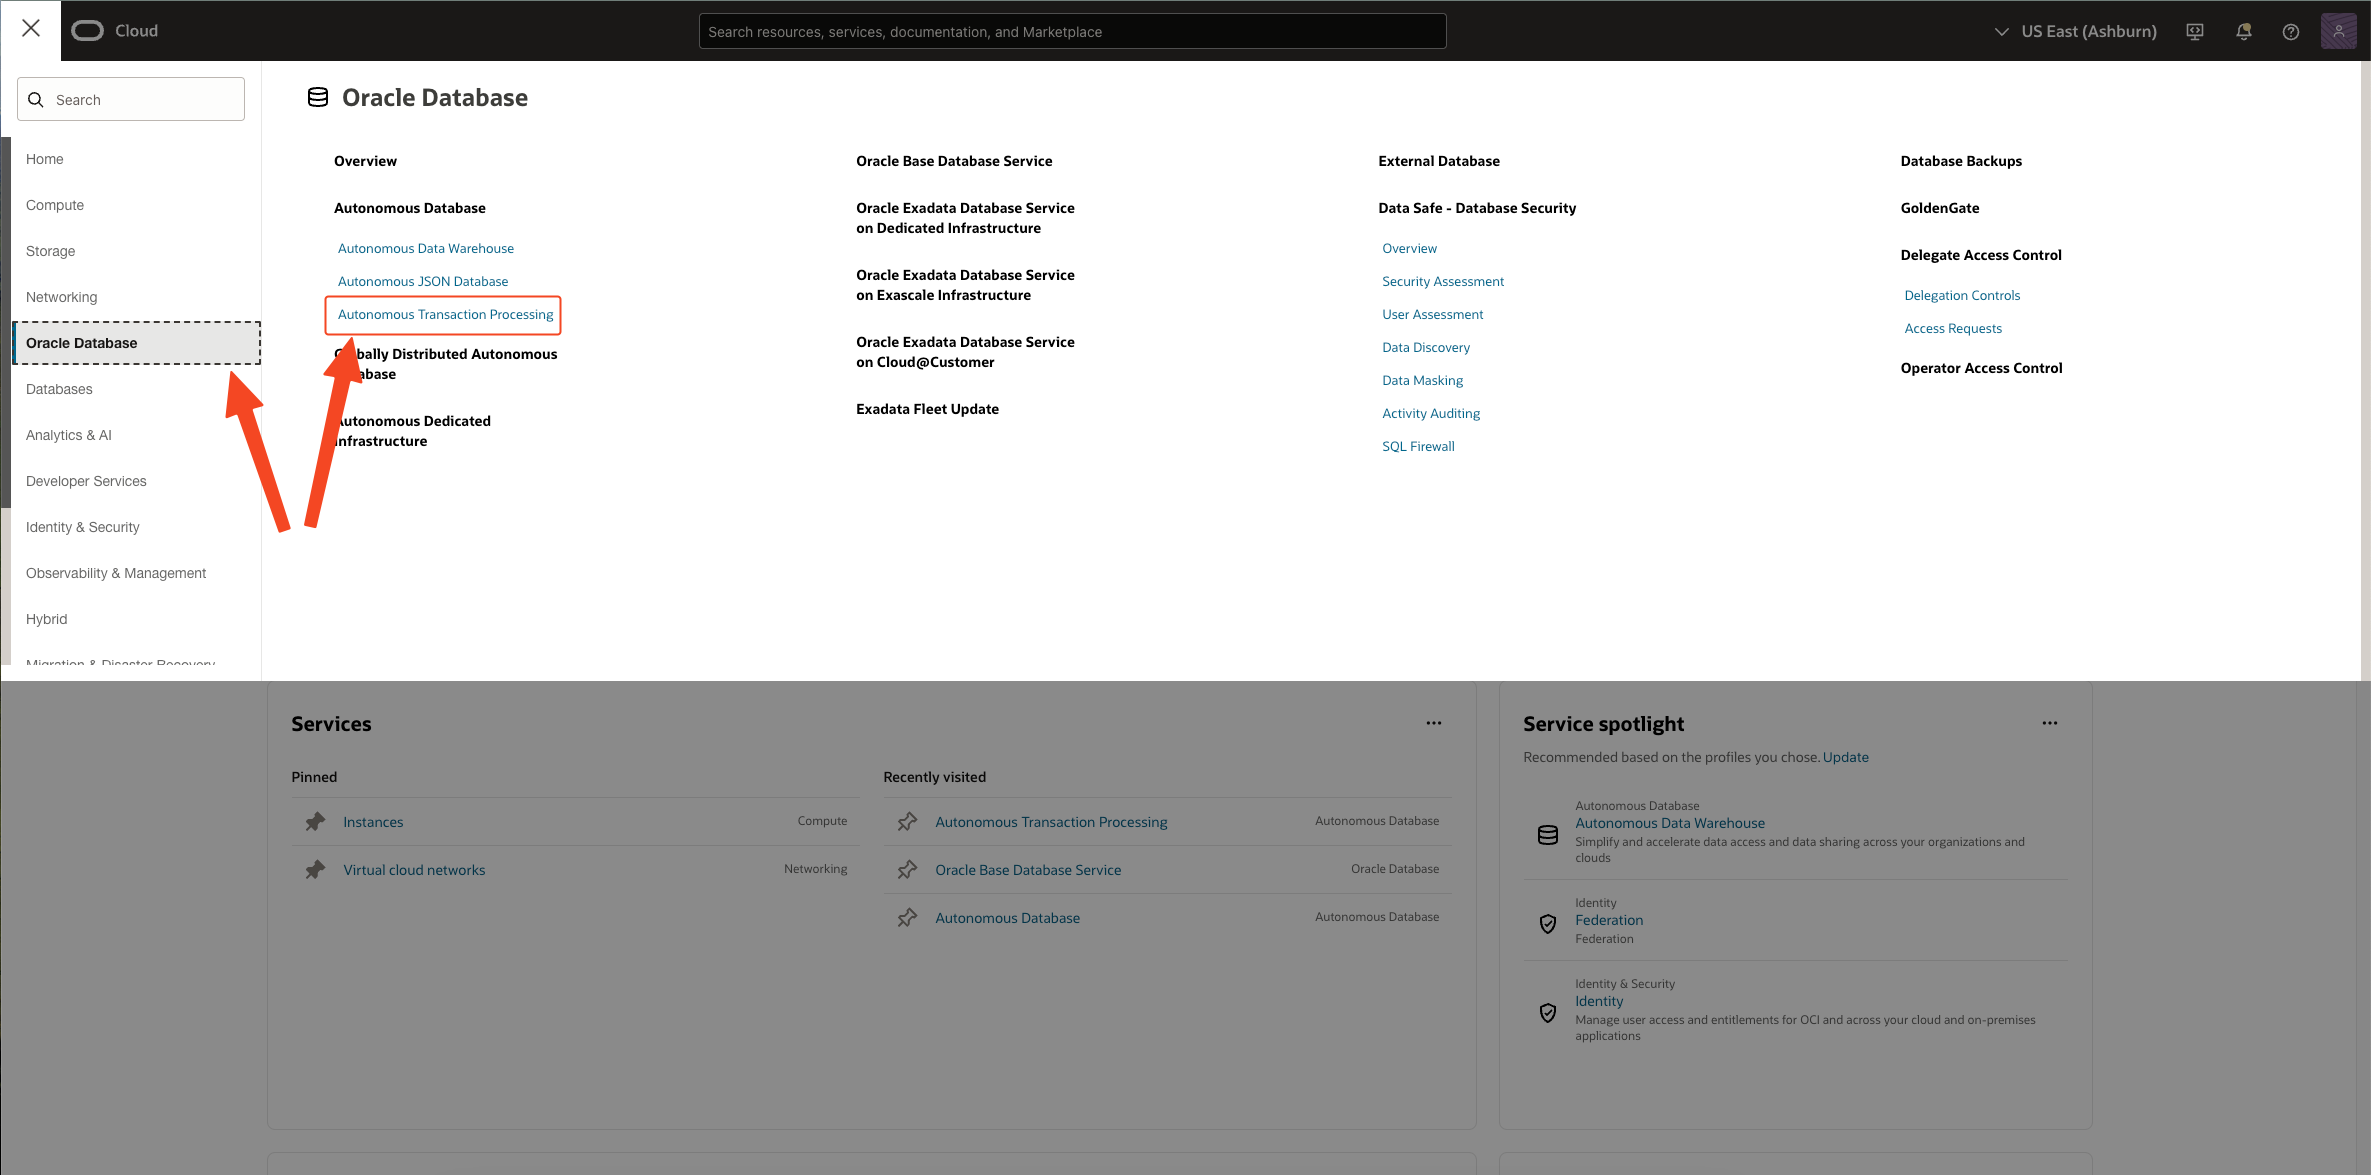 Cloud
Search resources, services, documentation, and Marketplace
US East (Ashburn)
Search
Home
Compute
Storage
Networking
Oracle Database
Databases
Analytics & AI
Developer Services
Identity & Security
Observability & Management
Hybrid
Migration & Disaster Recovery
Oracle Database
Overview
Autonomous Database
Autonomous Data Warehouse
Autonomous JSON Database
Autonomous Transaction Processing
Globally Distributed Autonomous
Database
Autonomous Dedicated
Infrastructure
Oracle Base Database Service
Oracle Exadata Database Service
on Dedicated Infrastructure
Oracle Exadata Database Service
on Exascale Infrastructure
Oracle Exadata Database Service
on Cloud@Customer
Exadata Fleet Update
External Database
Data Safe - Database Security
Overview
Security Assessment
User Assessment
Data Discovery
Data Masking
Activity Auditing
SQL Firewall
Database Backups
GoldenGate
Delegate Access Control
Delegation Controls
Access Requests
Operator Access Control
Services
Pinned
Instances Compute
Virtual cloud networks Networking
Recently visited
Autonomous Transaction Processing Autonomous Database
Oracle Base Database Service Oracle Database
Autonomous Database Autonomous Database
Service spotlight
Recommended based on the profiles you chose. Update
Autonomous Database
Autonomous Data Warehouse
Simplify and accelerate data access and data sharing across your organizations and
clouds
Identity
Federation
Federation
Identity & Security
Identity
Manage user access and entitlements for OCI and across your cloud and on-premises
applications